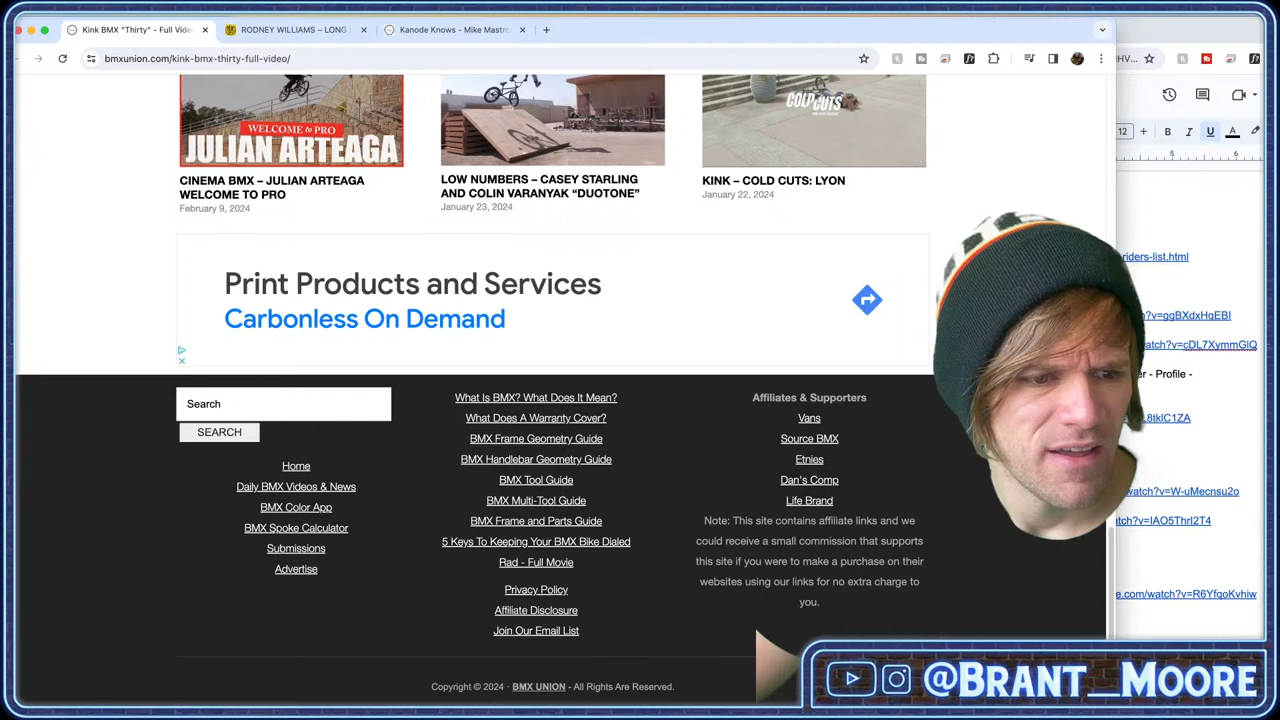 Kink BMX "Thirty" - Full Vide
RODNEY WILLIAMS – LONG
Kanode Knows - Mike Mastro
bmxunion.com/kink-bmx-thirty-full-video/
WELCOME to PRO
JULIAN ARTEAGA
COLD CUTS
CINEMA BMX – JULIAN ARTEAGA
WELCOME TO PRO
February 9, 2024
LOW NUMBERS – CASEY STARLING
AND COLIN VARANYAK “DUOTONE”
January 23, 2024
KINK – COLD CUTS: LYON
January 22, 2024
Print Products and Services
Carbonless On Demand
Search
SEARCH
Home
Daily BMX Videos & News
BMX Color App
BMX Spoke Calculator
Submissions
Advertise
What Is BMX? What Does It Mean?
What Does A Warranty Cover?
BMX Frame Geometry Guide
BMX Handlebar Geometry Guide
BMX Tool Guide
BMX Multi-Tool Guide
BMX Frame and Parts Guide
5 Keys To Keeping Your BMX Bike Dialed
Rad - Full Movie
Privacy Policy
Affiliate Disclosure
Join Our Email List
Affiliates & Supporters
Vans
Source BMX
Etnies
Dan's Comp
Life Brand
Note: This site contains affiliate links and we
could receive a small commission that supports
this site if you were to make a purchase on their
websites using our links for no extra charge to
you.
Copyright © 2024 - BMX UNION - All Rights Are Reserved.
HV...
12
B I U A
5 6
riders-list.html
?v=ggBXdxHqEBI
atch?v=cDL7XymmGlQ
er - Profile -
8tklC1ZA
watch?v=W-uMecnsu2o
tch?v=IAO5ThrI2T4
e.com/watch?v=R6YfqoKvhiw
@BRANT_MOORE